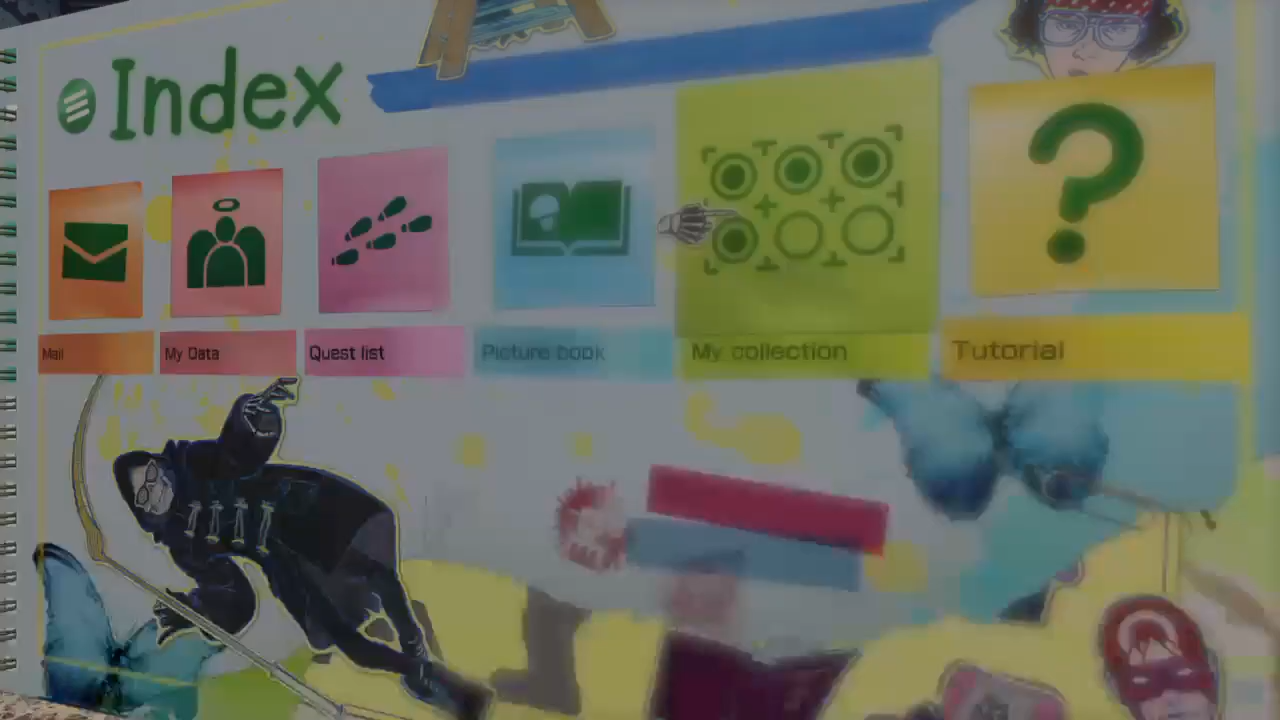 Index
Mail
My Data
Quest list
Picture book
My collection
Tutorial